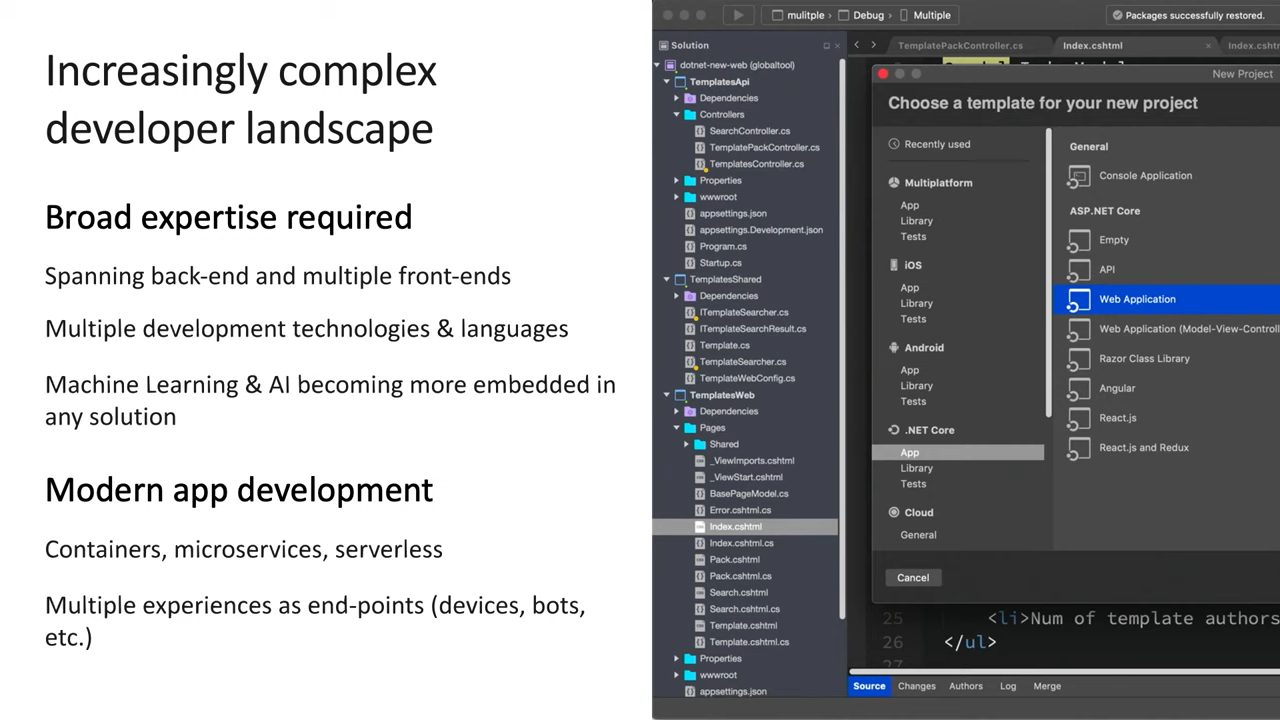 Increasingly complex
developer landscape
Broad expertise required
Spanning back-end and multiple front-ends
Multiple development technologies & languages
Machine Learning & AI becoming more embedded in
any solution
Modern app development
Containers, microservices, serverless
Multiple experiences as end-points (devices, bots,
etc.)
mulitple › Debug › Multiple
Packages successfully restored.
Solution
dotnet-new-web (globaltool)
TemplatesApi
Dependencies
Controllers
SearchController.cs
TemplatePackController.cs
TemplatesController.cs
Properties
wwwroot
appsettings.json
appsettings.Development.json
Program.cs
Startup.cs
TemplatesShared
Dependencies
ITemplateSearcher.cs
ITemplateSearchResult.cs
Template.cs
TemplateSearcher.cs
TemplateWebConfig.cs
TemplatesWeb
Dependencies
Pages
Shared
_ViewImports.cshtml
_ViewStart.cshtml
BasePageModel.cs
Error.cshtml.cs
Index.cshtml
Index.cshtml.cs
Pack.cshtml
Pack.cshtml.cs
Search.cshtml
Search.cshtml.cs
Template.cshtml
Template.cshtml.cs
Properties
wwwroot
appsettings.json
TemplatePackController.cs
Index.cshtml
Index.csht
New Project
Choose a template for your new project
Recently used
Multiplatform
App
Library
Tests
iOS
App
Library
Tests
Android
App
Library
Tests
.NET Core
App
Library
Tests
Cloud
General
General
Console Application
ASP.NET Core
Empty
API
Web Application
Web Application (Model-View-Controll
Razor Class Library
Angular
React.js
React.js and Redux
Cancel
25 <li>Num of template authors
26 </ul>
27
Source
Changes
Authors
Log
Merge